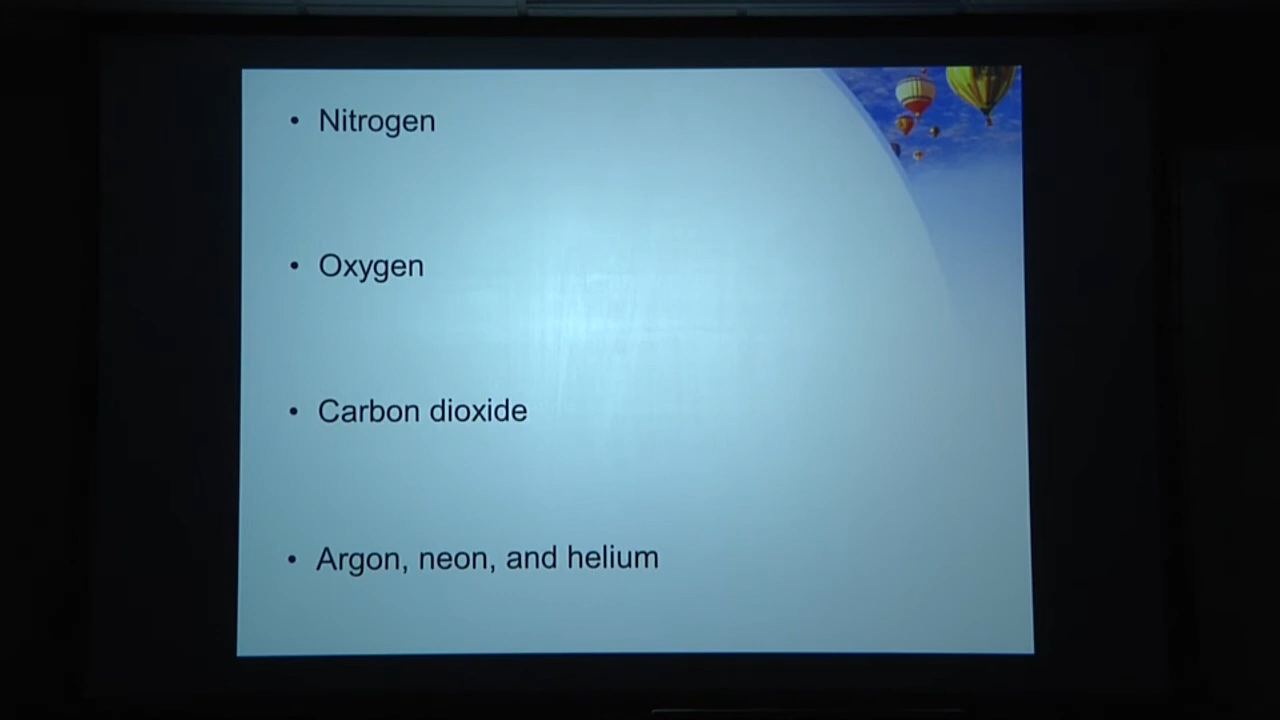 • Nitrogen
• Oxygen
• Carbon dioxide
• Argon, neon, and helium